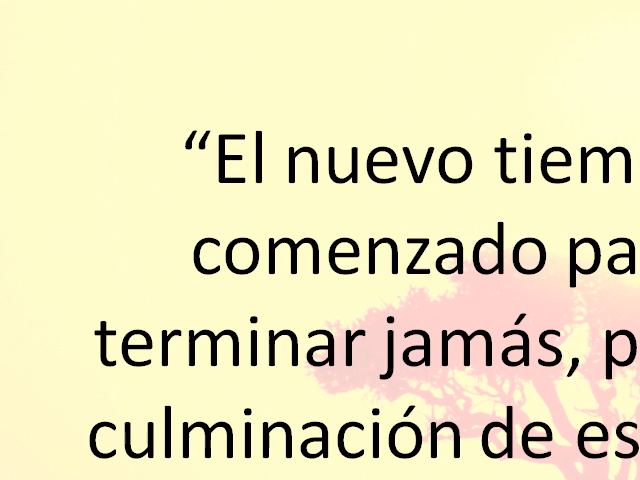 “El nuevo tiem
comenzado pa
terminar jamás, p
culminación de es